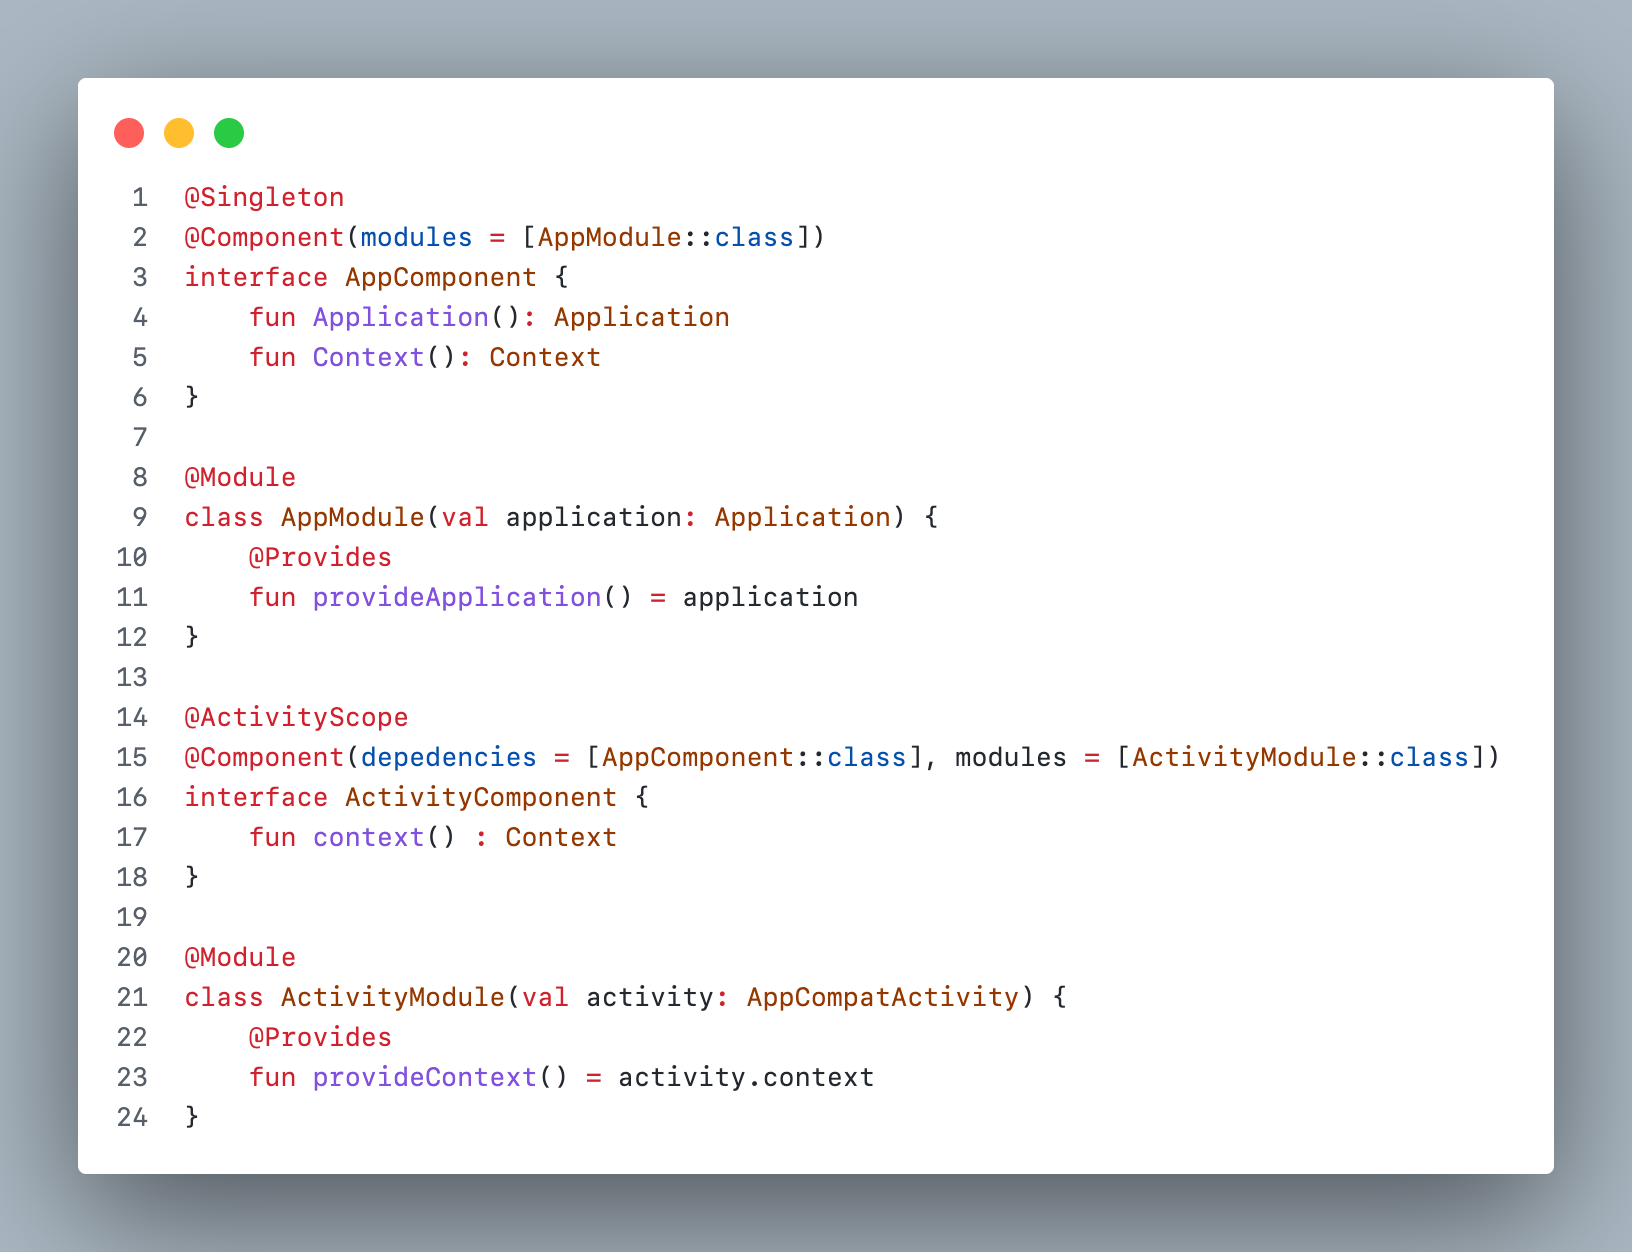 1 @Singleton
2 @Component(modules = [AppModule::class])
3 interface AppComponent {
4     fun Application(): Application
5     fun Context(): Context
6 }
7
8 @Module
9 class AppModule(val application: Application) {
10     @Provides
11     fun provideApplication() = application
12 }
13
14 @ActivityScope
15 @Component(depedencies = [AppComponent::class], modules = [ActivityModule::class])
16 interface ActivityComponent {
17     fun context() : Context
18 }
19
20 @Module
21 class ActivityModule(val activity: AppCompatActivity) {
22     @Provides
23     fun provideContext() = activity.context
24 }